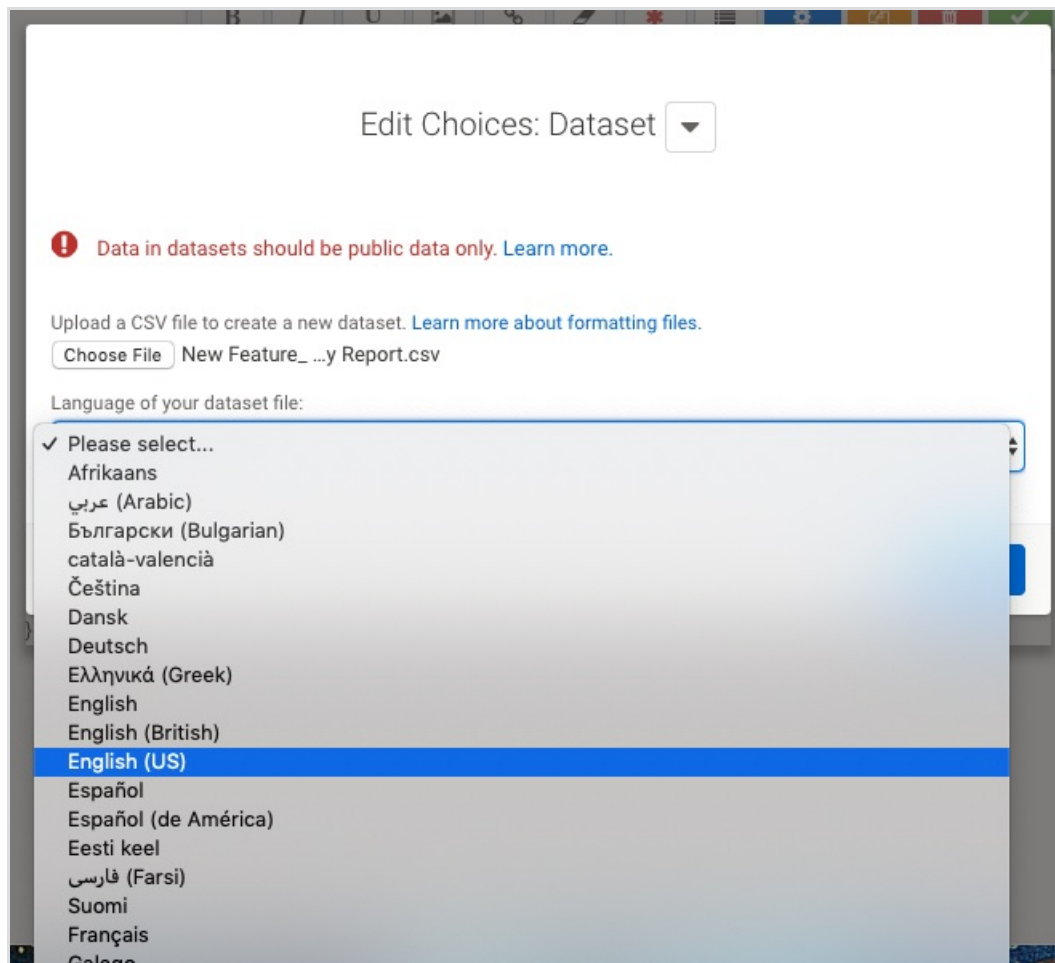 B I U
Edit Choices: Dataset
Data in datasets should be public data only. Learn more.
Upload a CSV file to create a new dataset. Learn more about formatting files.
Choose File New Feature_ ...y Report.csv
Language of your dataset file:
✓ Please select...
Afrikaans
عربي (Arabic)
Български (Bulgarian)
català-valencià
Čeština
Dansk
Deutsch
Ελληνικά (Greek)
English
English (British)
English (US)
Español
Español (de América)
Eesti keel
فارسی (Farsi)
Suomi
Français
Galego